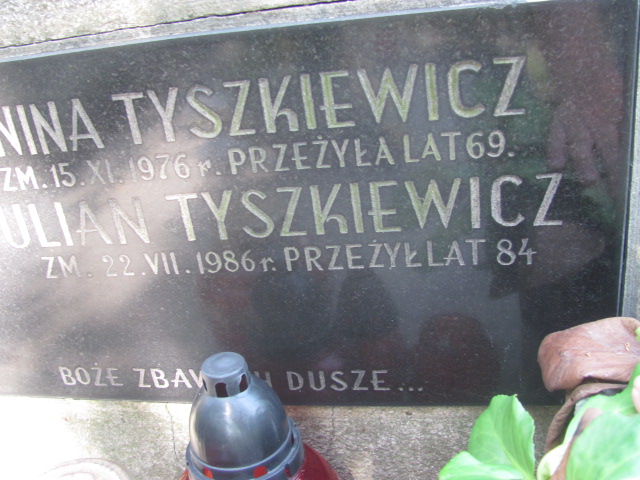 NINA TYSZKIEWICZ
ZM. 15. XI. 1976 r. PRZEŻYŁA LAT 69.
ULIAN TYSZKIEWICZ
ZM. 22. VII. 1986 r. PRZEŻYŁ LAT 84
BOŻE ZBAW DUSZE...